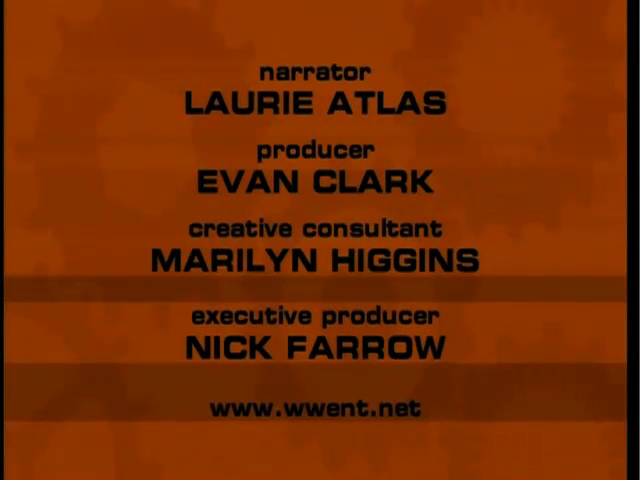 narrator
LAURIE ATLAS
producer
EVAN CLARK
creative consultant
MARILYN HIGGINS
executive producer
NICK FARROW
www.wwent.net